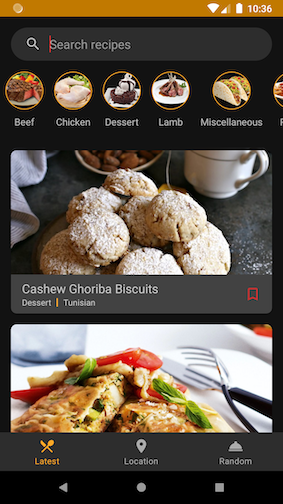 10:36
Search recipes
Beef Chicken Dessert Lamb Miscellaneous
Cashew Ghoriba Biscuits
Dessert | Tunisian
Latest Location Random